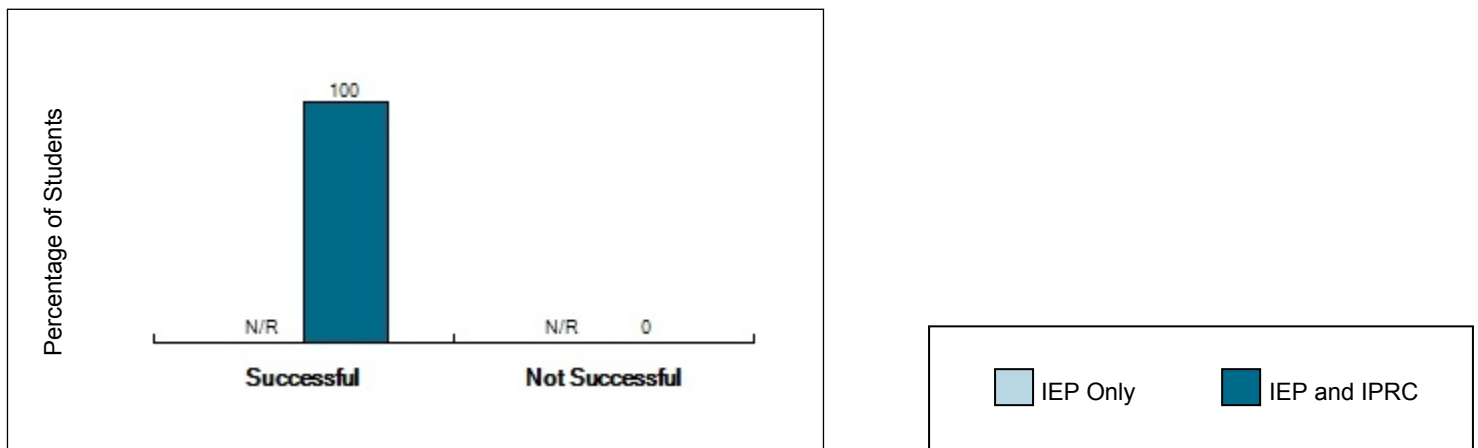 100
Percentage of Students
N/R
N/R 0
Successful Not Successful
IEP Only IEP and IPRC